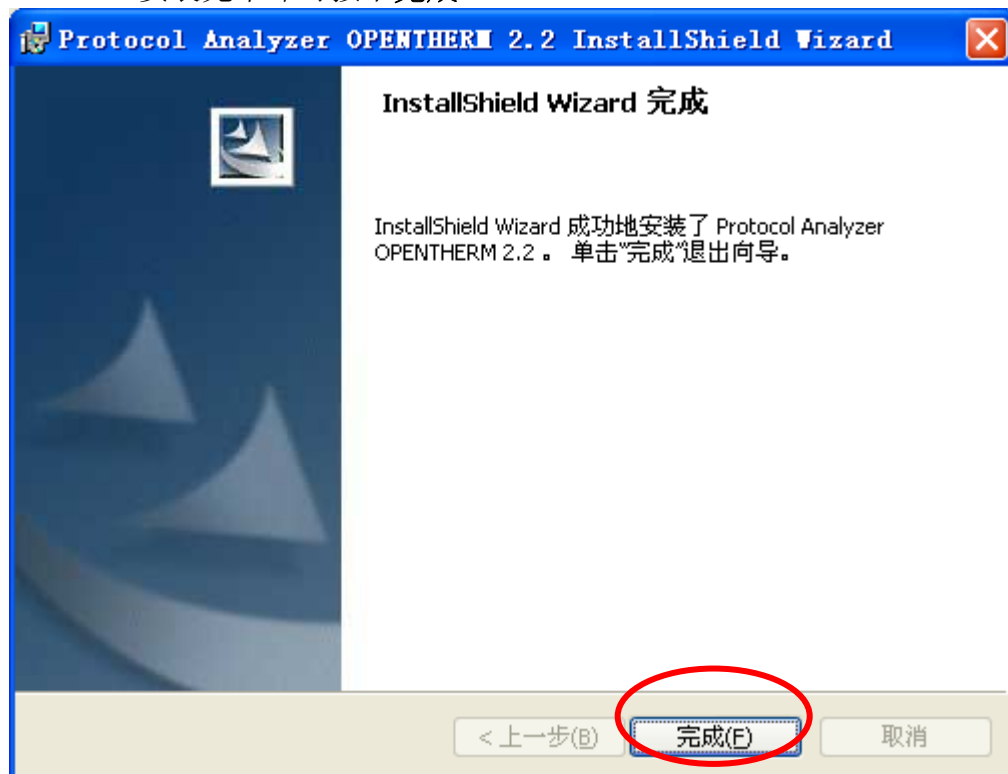 Protocol Analyzer OPENTHERM 2.2 InstallShield Wizard
InstallShield Wizard 完成
InstallShield Wizard 成功地安装了 Protocol Analyzer
OPENTHERM 2.2 。 单击"完成"退出向导。
<上一步(B) 完成(F) 取消